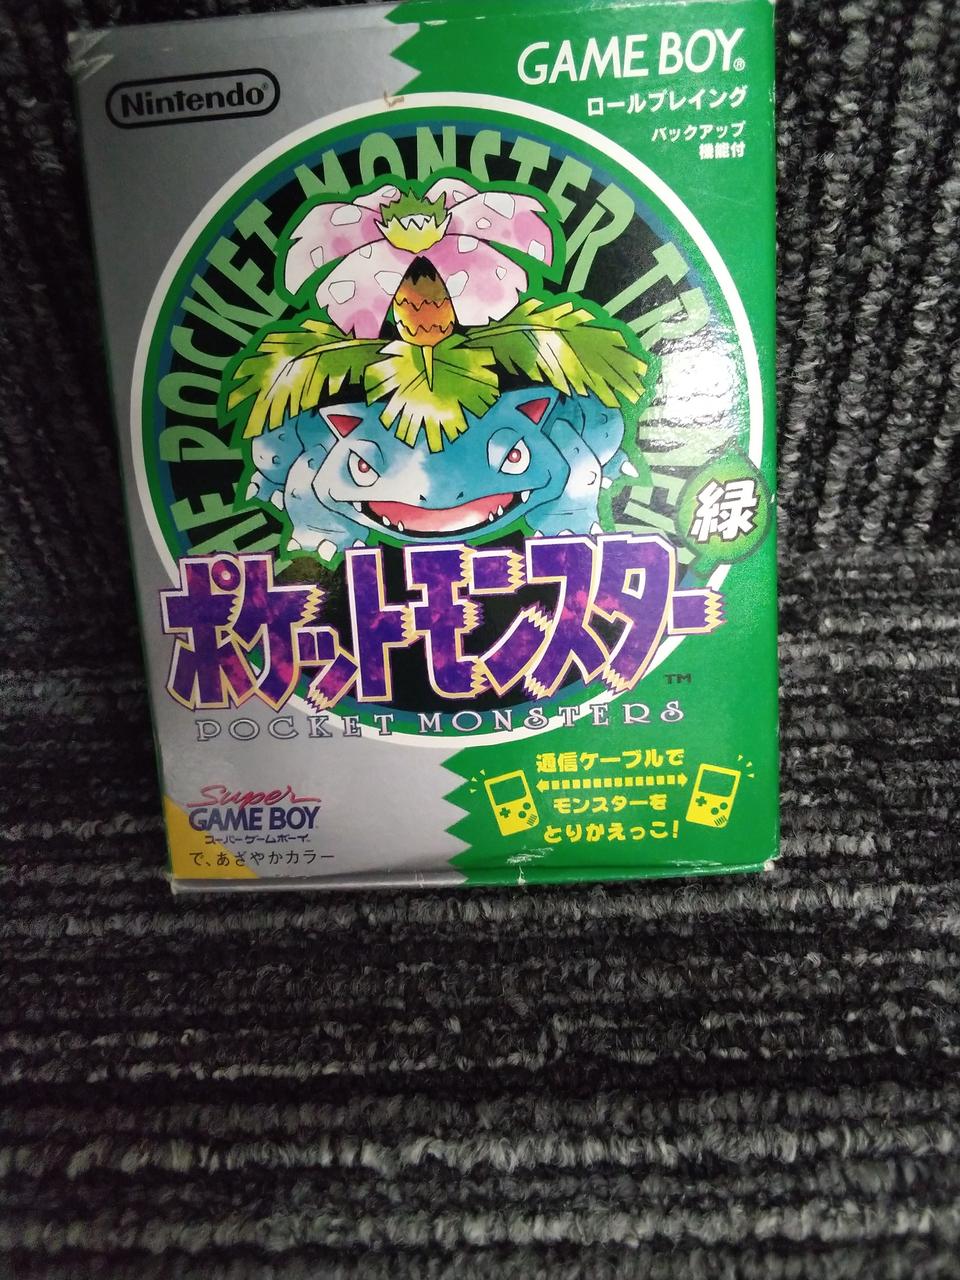 Nintendo®
GAME BOY®
ロールプレイング
バックアップ
機能付
POCKET MONSTER
緑
ポケットモンスター
TM
POCKET MONSTERS
通信ケーブルで
モンスターを
とりかえっこ!
Super
GAME BOY™
スーパーゲームボーイ
で、あざやかカラー